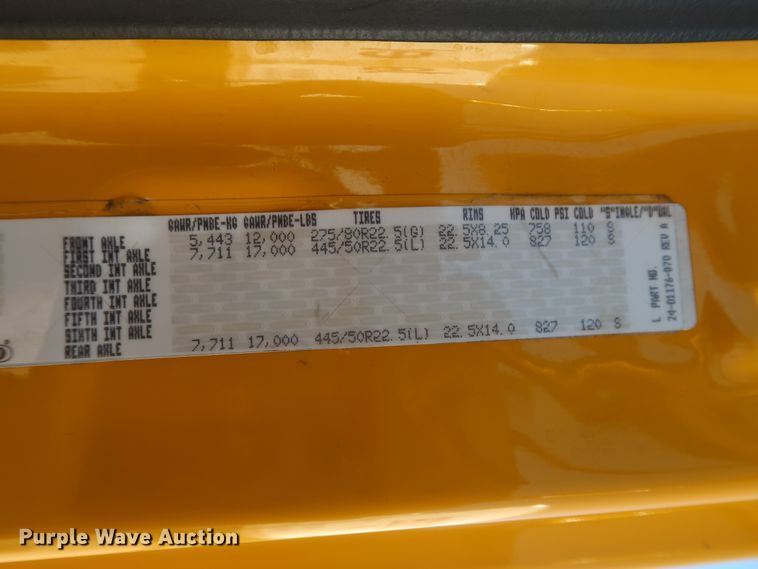 GAWR/PNBE-KG GAWR/PNBE-LBS TIRES RIMS KPA COLD PSI COLD "S"INGLE/"D"UAL
FRONT AXLE 5,443 12,000 275/80R22.5(G) 22.5X8.25 758 110 S
FIRST INT AXLE 7,711 17,000 445/50R22.5(L) 22.5X14.0 827 120 S
SECOND INT AXLE
THIRD INT AXLE
FOURTH INT AXLE
FIFTH INT AXLE
SIXTH INT AXLE
REAR AXLE 7,711 17,000 445/50R22.5(L) 22.5X14.0 827 120 S
L PART NO.
24-01176-070 REV A
Purple Wave Auction